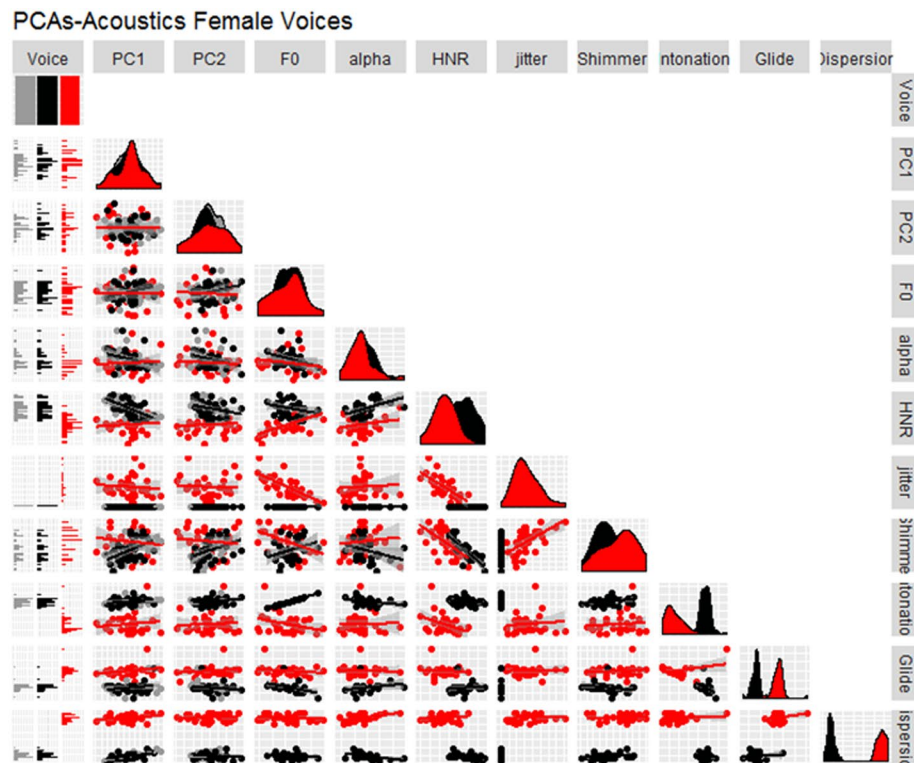 PCAs-Acoustics Female Voices
Voice PC1 PC2 F0 alpha HNR jitter Shimmer ntonation Glide Dispersion
Voice
PC1
PC2
F0
alpha
HNR
jitter
Shimme
ntonatio
Glide
ispersio